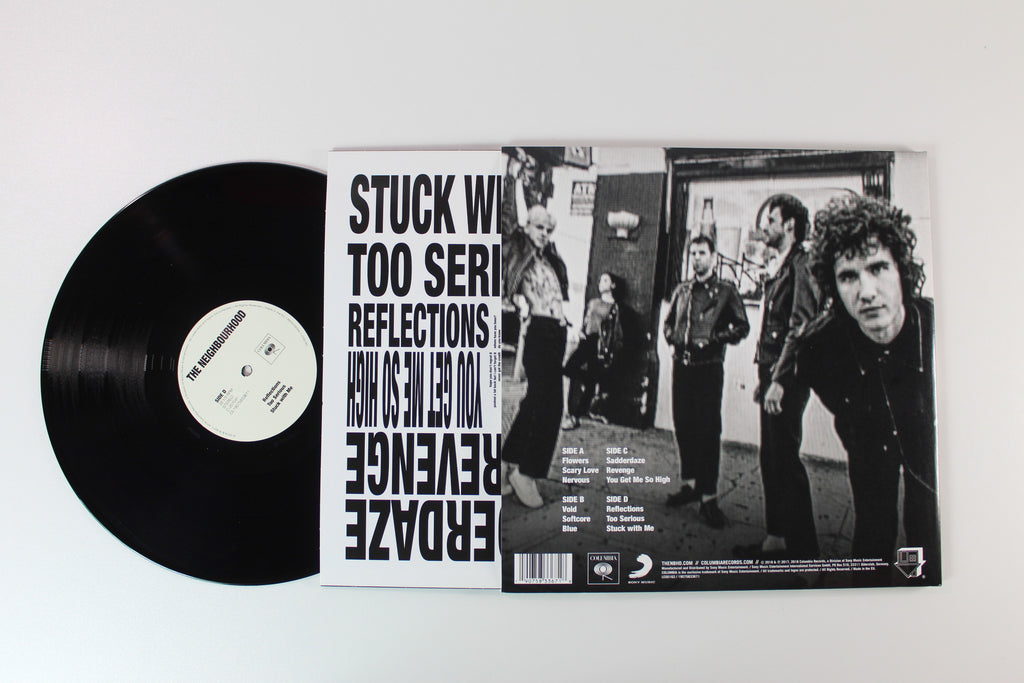 THE NEIGHBOURHOOD
SIDE D
Reflections
Too Serious
Stuck with Me
STUCK WI
TOO SERI
REFLECTIONS
YOU GET ME SO HIGH
REVENGE
ERDAZE
ATM
SIDE A
Flowers
Scary Love
Nervous
SIDE B
Void
Softcore
Blue
SIDE C
Sadderdaze
Revenge
You Get Me So High
SIDE D
Reflections
Too Serious
Stuck with Me
COLUMBIA
SONY MUSIC
THENBHD.COM // COLUMBIARECORDS.COM //